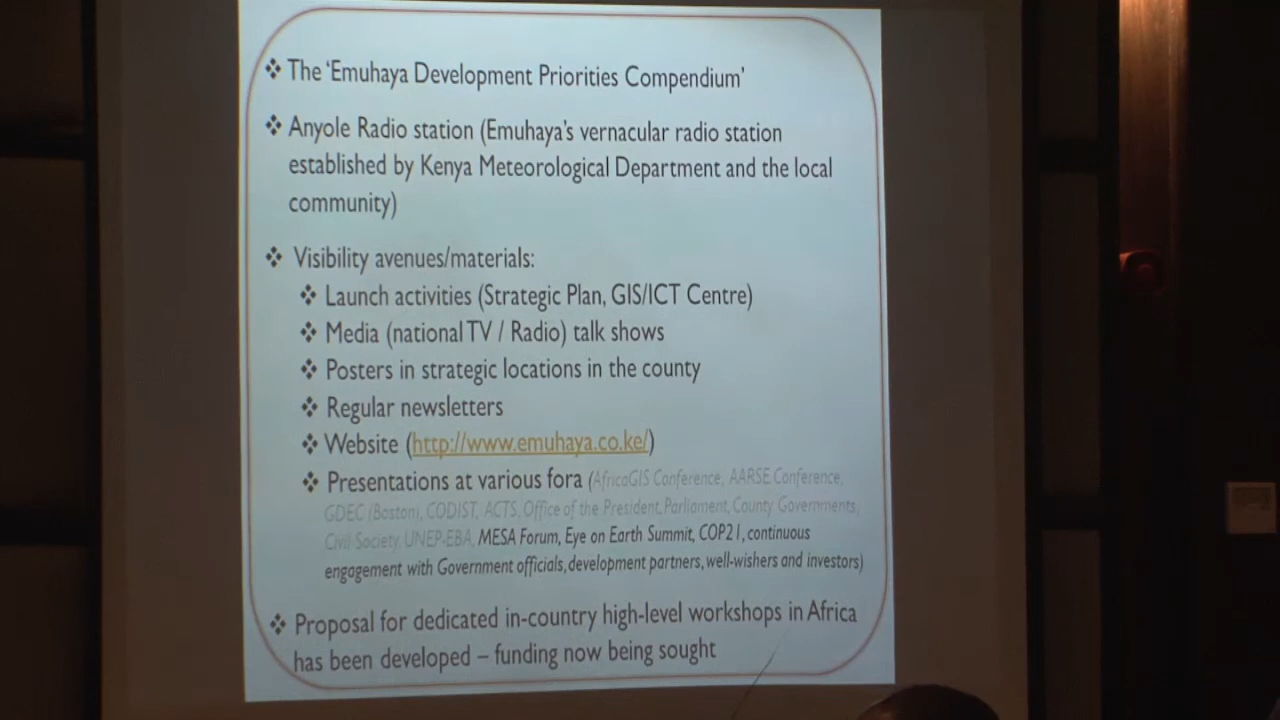 ❖ The ‘Emuhaya Development Priorities Compendium’
❖ Anyole Radio station (Emuhaya’s vernacular radio station
established by Kenya Meteorological Department and the local
community)
❖ Visibility avenues/materials:
❖ Launch activities (Strategic Plan, GIS/ICT Centre)
❖ Media (national TV / Radio) talk shows
❖ Posters in strategic locations in the county
❖ Regular newsletters
❖ Website (http://www.emuhaya.co.ke/)
❖ Presentations at various fora (AfricaGIS Conference, AARSE Conference,
GDEC (Boston), CODIST, ACTS, Office of the President, Parliament, County Governments,
Civil Society, UNEP-EBA, MESA Forum, Eye on Earth Summit, COP21, continuous
engagement with Government officials, development partners, well-wishers and investors)
❖ Proposal for dedicated in-country high-level workshops in Africa
has been developed – funding now being sought